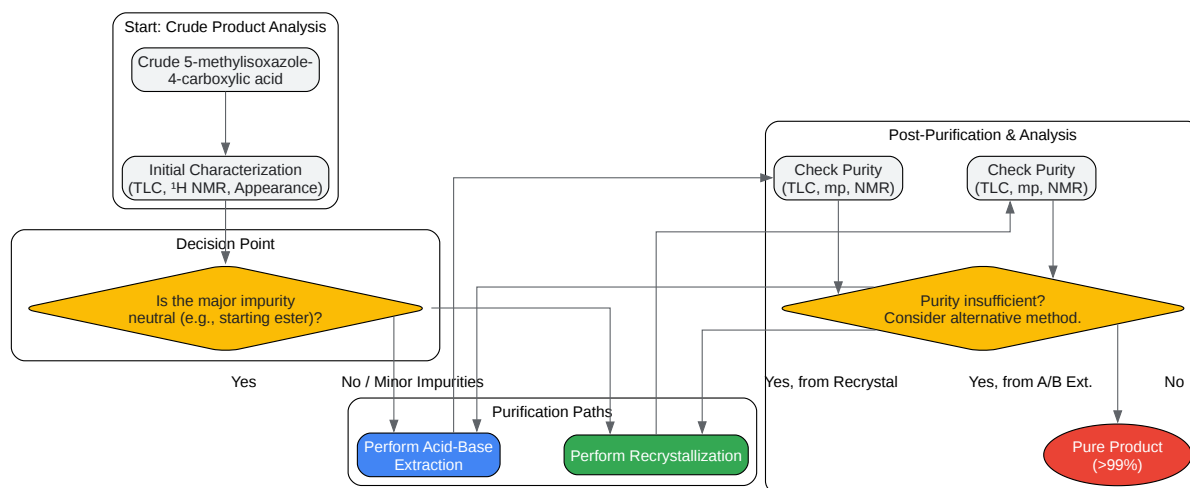 Start: Crude Product Analysis
Crude 5-methylisoxazole-
4-carboxylic acid
Initial Characterization
(TLC, ¹H NMR, Appearance)
Decision Point
Is the major impurity
neutral (e.g., starting ester)?
Yes
No / Minor Impurities
Purification Paths
Perform Acid-Base
Extraction
Perform Recrystallization
Post-Purification & Analysis
Check Purity
(TLC, mp, NMR)
Check Purity
(TLC, mp, NMR)
Purity insufficient?
Consider alternative method.
Yes, from Recrystal
Yes, from A/B Ext.
No
Pure Product
(>99%)